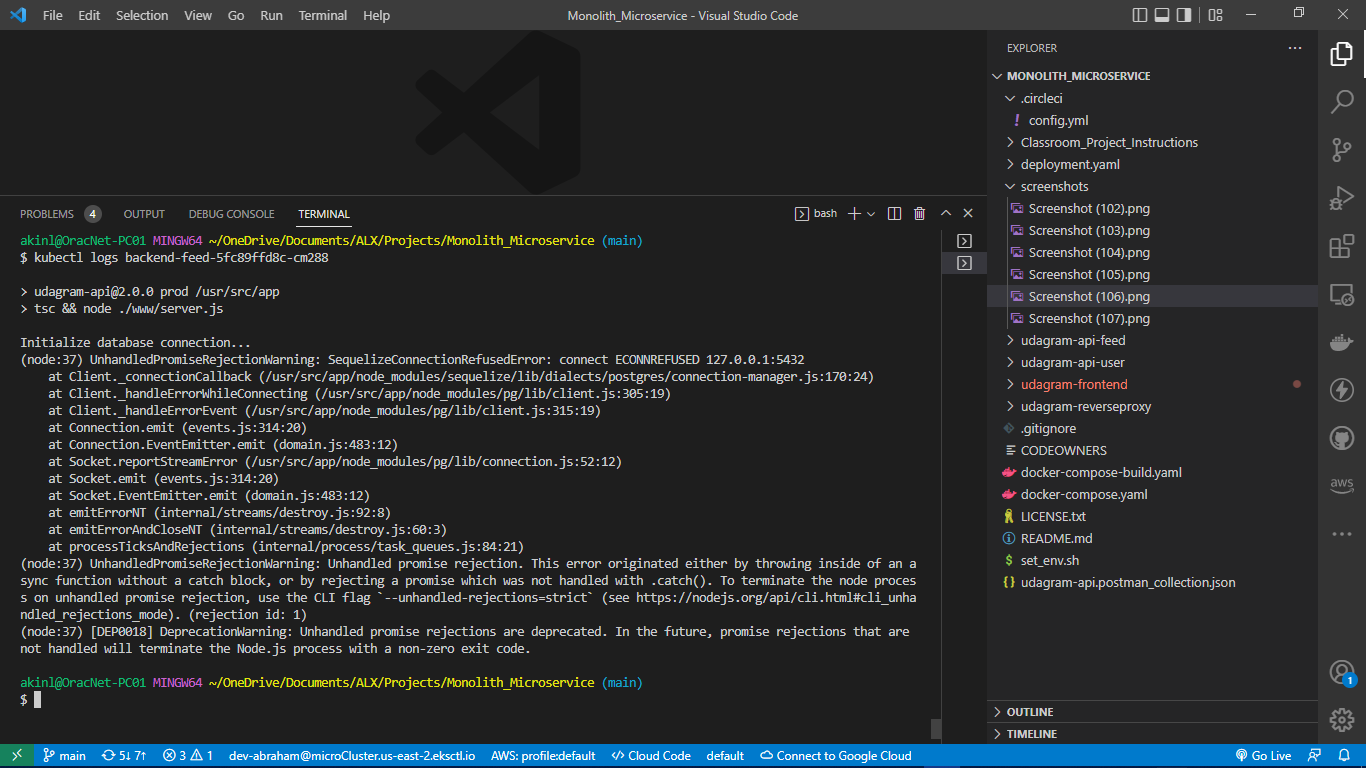 File Edit Selection View Go Run Terminal Help
Monolith_Microservice - Visual Studio Code
PROBLEMS 4 OUTPUT DEBUG CONSOLE TERMINAL
bash
akinl@OracNet-PC01 MINGW64 ~/OneDrive/Documents/ALX/Projects/Monolith_Microservice (main)
$ kubectl logs backend-feed-5fc89ffd8c-cm288
> udagram-api@2.0.0 prod /usr/src/app
> tsc && node ./www/server.js
Initialize database connection...
(node:37) UnhandledPromiseRejectionWarning: SequelizeConnectionRefusedError: connect ECONNREFUSED 127.0.0.1:5432
at Client._connectionCallback (/usr/src/app/node_modules/sequelize/lib/dialects/postgres/connection-manager.js:170:24)
at Client._handleErrorWhileConnecting (/usr/src/app/node_modules/pg/lib/client.js:305:19)
at Client._handleErrorEvent (/usr/src/app/node_modules/pg/lib/client.js:315:19)
at Connection.emit (events.js:314:20)
at Connection.EventEmitter.emit (domain.js:483:12)
at Socket.reportStreamError (/usr/src/app/node_modules/pg/lib/connection.js:52:12)
at Socket.emit (events.js:314:20)
at Socket.EventEmitter.emit (domain.js:483:12)
at emitErrorNT (internal/streams/destroy.js:92:8)
at emitErrorAndCloseNT (internal/streams/destroy.js:60:3)
at processTicksAndRejections (internal/process/task_queues.js:84:21)
(node:37) UnhandledPromiseRejectionWarning: Unhandled promise rejection. This error originated either by throwing inside of an a
sync function without a catch block, or by rejecting a promise which was not handled with .catch(). To terminate the node proces
s on unhandled promise rejection, use the CLI flag `--unhandled-rejections=strict` (see https://nodejs.org/api/cli.html#cli_unha
ndled_rejections_mode). (rejection id: 1)
(node:37) [DEP0018] DeprecationWarning: Unhandled promise rejections are deprecated. In the future, promise rejections that are
not handled will terminate the Node.js process with a non-zero exit code.
akinl@OracNet-PC01 MINGW64 ~/OneDrive/Documents/ALX/Projects/Monolith_Microservice (main)
$
EXPLORER
MONOLITH_MICROSERVICE
.circleci
! config.yml
Classroom_Project_Instructions
deployment.yaml
screenshots
Screenshot (102).png
Screenshot (103).png
Screenshot (104).png
Screenshot (105).png
Screenshot (106).png
Screenshot (107).png
udagram-api-feed
udagram-api-user
udagram-frontend
udagram-reverseproxy
.gitignore
CODEOWNERS
docker-compose-build.yaml
docker-compose.yaml
LICENSE.txt
README.md
$ set_env.sh
{} udagram-api.postman_collection.json
OUTLINE
TIMELINE
aws
1
main 5↓ 7↑ 3 1 dev-abraham@microCluster.us-east-2.eksctl.io AWS: profile:default Cloud Code default Connect to Google Cloud Go Live